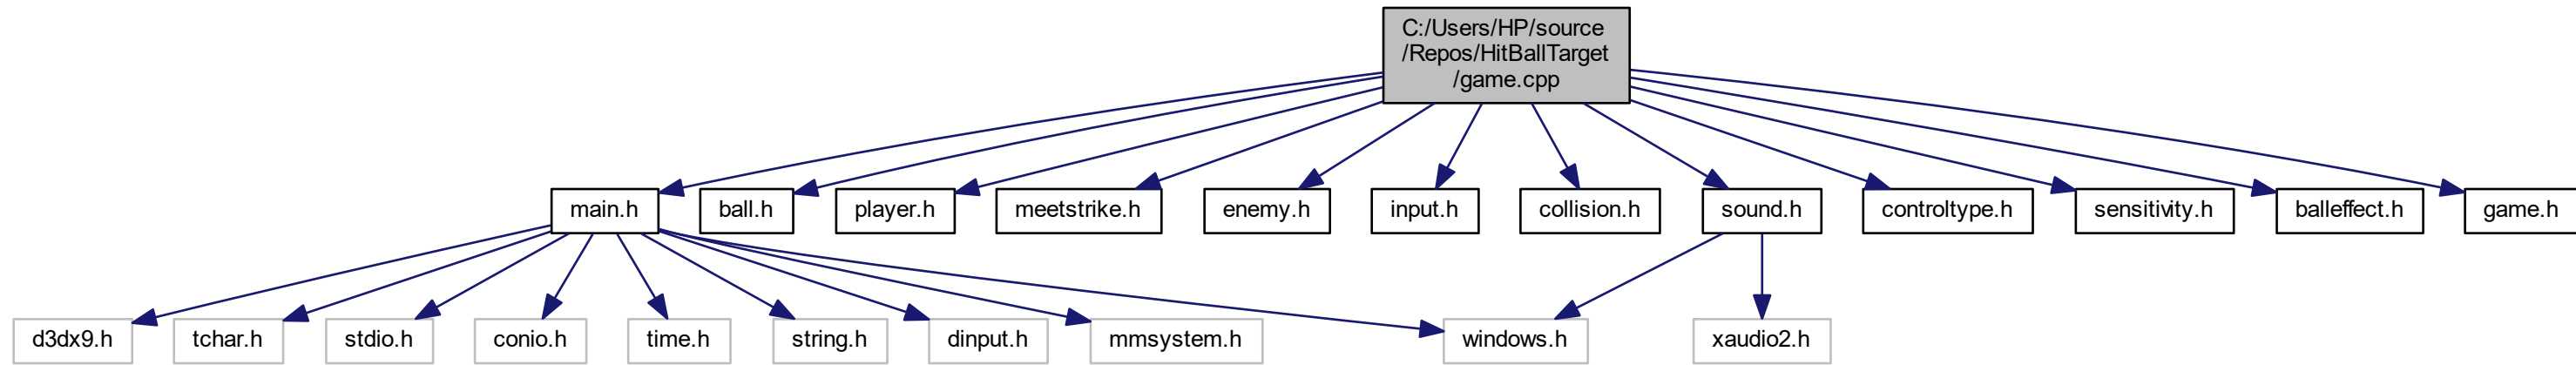 C:/Users/HP/source
/Repos/HitBallTarget
/game.cpp
main.h
ball.h
player.h
meetstrike.h
enemy.h
input.h
collision.h
sound.h
controltype.h
sensitivity.h
balleffect.h
game.h
d3dx9.h
tchar.h
stdio.h
conio.h
time.h
string.h
dinput.h
mmsystem.h
windows.h
xaudio2.h